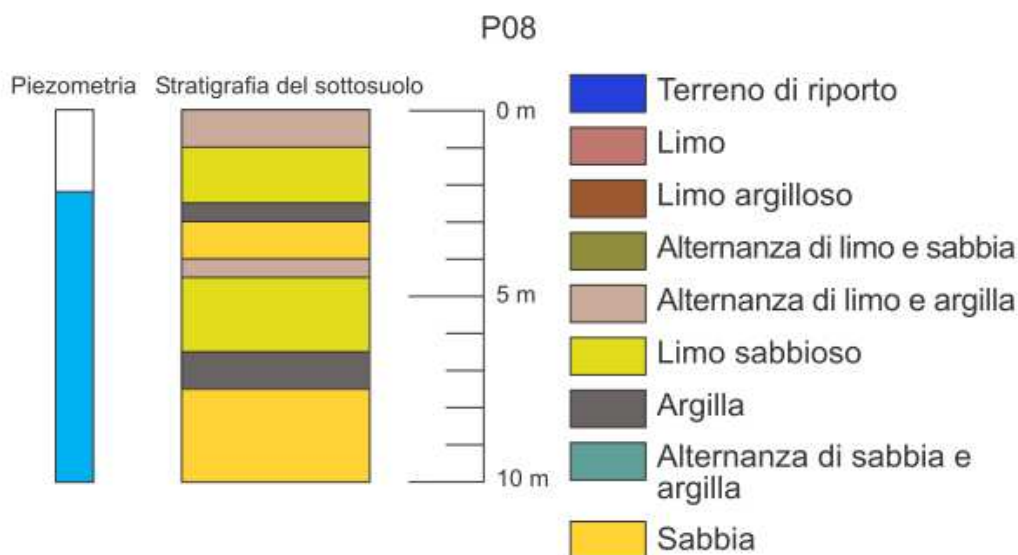 P08
Piezometria
Stratigrafia del sottosuolo
0 m
5 m
10 m
Terreno di riporto
Limo
Limo argilloso
Alternanza di limo e sabbia
Alternanza di limo e argilla
Limo sabbioso
Argilla
Alternanza di sabbia e
argilla
Sabbia